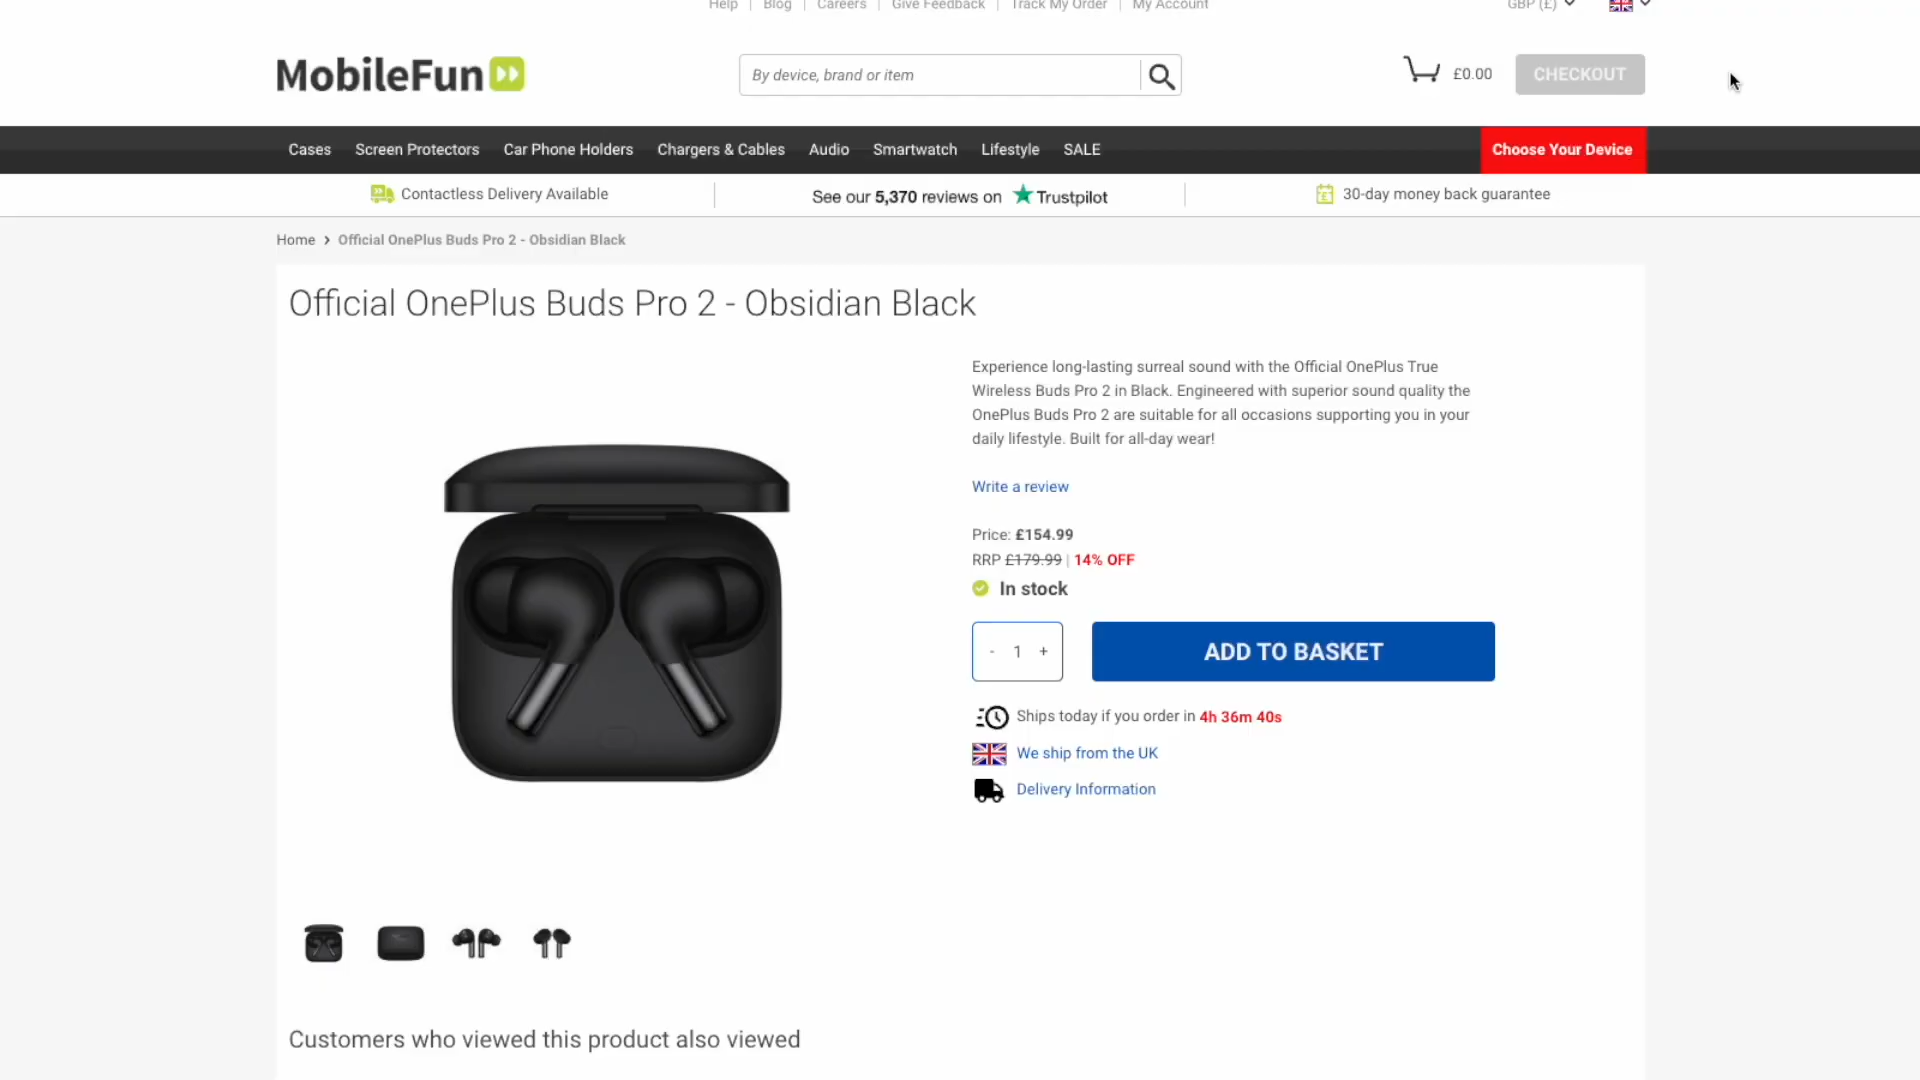 Help
Blog
Careers
Give Feedback
Track My Order
My Account
GBP (£)
MobileFun
By device, brand or item
£0.00
CHECKOUT
Cases
Screen Protectors
Car Phone Holders
Chargers & Cables
Audio
Smartwatch
Lifestyle
SALE
Choose Your Device
Contactless Delivery Available
See our 5,370 reviews on Trustpilot
30-day money back guarantee
Home > Official OnePlus Buds Pro 2 - Obsidian Black
Official OnePlus Buds Pro 2 - Obsidian Black
Experience long-lasting surreal sound with the Official OnePlus True
Wireless Buds Pro 2 in Black. Engineered with superior sound quality the
OnePlus Buds Pro 2 are suitable for all occasions supporting you in your
daily lifestyle. Built for all-day wear!
Write a review
Price: £154.99
RRP £179.99 | 14% OFF
In stock
- 1 +
ADD TO BASKET
Ships today if you order in 4h 36m 40s
We ship from the UK
Delivery Information
Customers who viewed this product also viewed